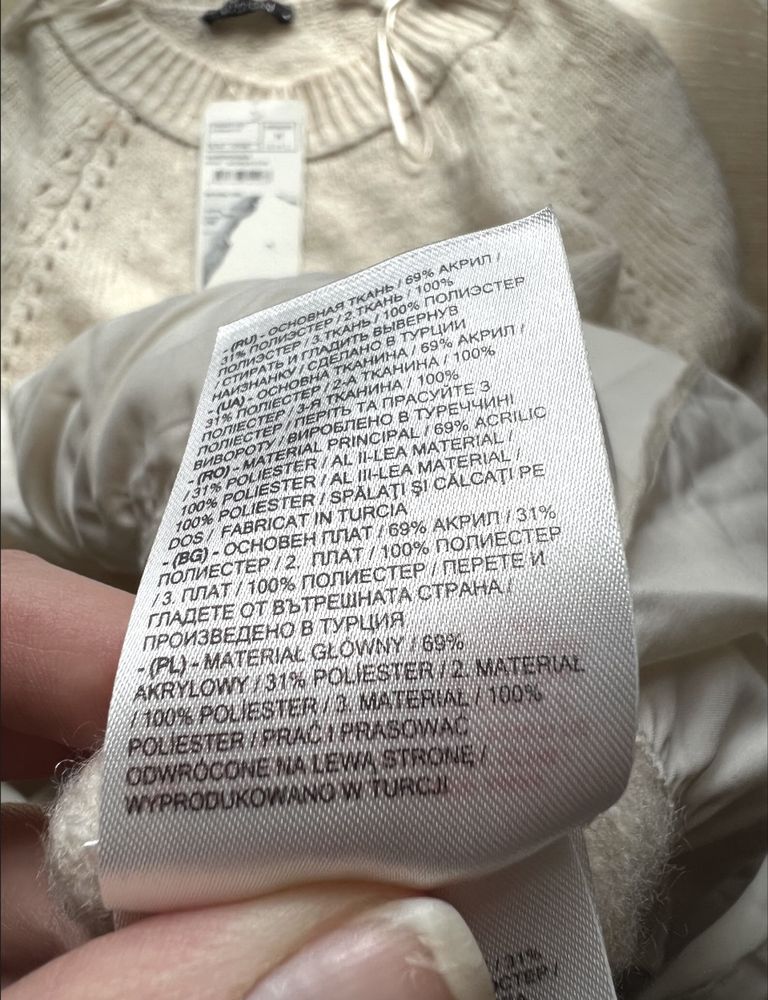 - (RU) - ОСНОВНАЯ ТКАНЬ / 69% АКРИЛ /
31% ПОЛИЭСТЕР / 2.ТКАНЬ / 100%
ПОЛИЭСТЕР / 3.ТКАНЬ / 100% ПОЛИЭСТЕР
/ СТИРАТЬ И ГЛАДИТЬ ВЫВЕРНУВ
НАИЗНАНКУ / СДЕЛАНО В ТУРЦИИ
- (UA) - ОСНОВНА ТКАНИНА / 69% АКРИЛ /
31% ПОЛІЕСТЕР / 2-А ТКАНИНА / 100%
ПОЛІЕСТЕР / 3-Я ТКАНИНА / 100%
ПОЛІЕСТЕР / ПЕРІТЬ ТА ПРАСУЙТЕ З
ВИВОРОТУ / ВИРОБЛЕНО В ТУРЕЧЧИНІ
- (RO) - MATERIAL PRINCIPAL / 69% ACRILIC
/ 31% POLIESTER / AL II-LEA MATERIAL /
100% POLIESTER / AL III-LEA MATERIAL /
100% POLIESTER / SPĂLAȚI ȘI CĂLCAȚI PE
DOS / FABRICAT IN TURCIA
- (BG) - ОСНОВЕН ПЛАТ / 69% АКРИЛ / 31%
ПОЛИЕСТЕР / 2. ПЛАТ / 100% ПОЛИЕСТЕР
/ 3. ПЛАТ / 100% ПОЛИЕСТЕР / ПЕРЕТЕ И
ГЛАДЕТЕ ОТ ВЪТРЕШНАТА СТРАНА /
ПРОИЗВЕДЕНО В ТУРЦИЯ
- (PL) - MATERIAŁ GŁÓWNY / 69%
AKRYLOWY / 31% POLIESTER / 2. MATERIAŁ
/ 100% POLIESTER / 3. MATERIAŁ / 100%
POLIESTER / PRAĆ I PRASOWAĆ
ODWRÓCONE NA LEWĄ STRONĘ /
WYPRODUKOWANO W TURCJI
/ 31%